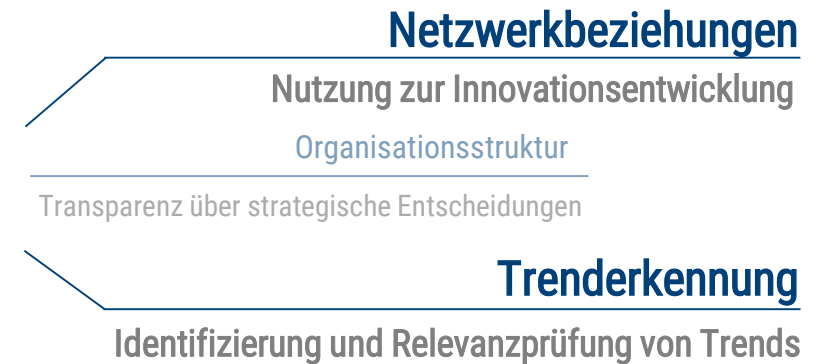 Netzwerkbeziehungen
Nutzung zur Innovationsentwicklung
Organisationsstruktur
Transparenz über strategische Entscheidungen
Trenderkennung
Identifizierung und Relevanzprüfung von Trends